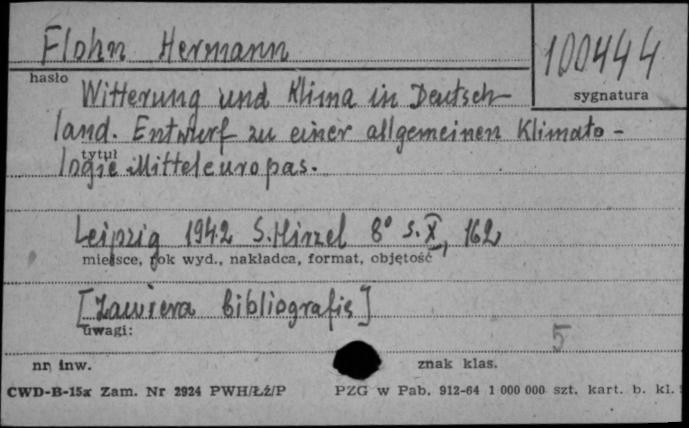 Flohn Hermann
100444
hasło
sygnatura
Witterung und Klima in Deutsch-
land. Entwurf zu einer allgemeinen Klimato-
tytuł
logie Mitteleuropas.
Leipzig 1942 S. Hirzel 8° s. X, 162
miejsce, rok wyd., nakładca, format, objętość
[Zawiera bibliografię]
uwagi:
5
nr inw.
znak klas.
CWD-B-15a Zam. Nr 2924 PWH/Łź/P
PZG w Pab. 912-64 1 000 000 szt. kart. b. kl.